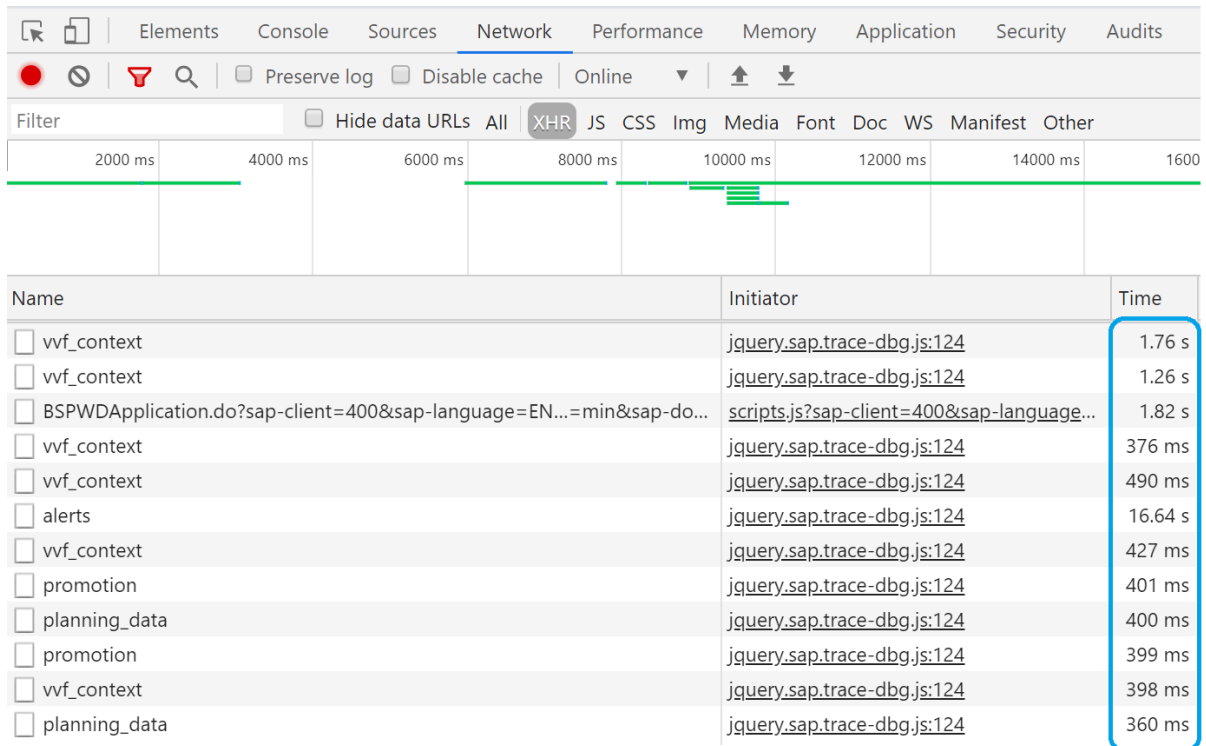 Elements Console Sources Network Performance Memory Application Security Audits
Preserve log Disable cache Online
Filter Hide data URLs All XHR JS CSS Img Media Font Doc WS Manifest Other
2000 ms 4000 ms 6000 ms 8000 ms 10000 ms 12000 ms 14000 ms 1600
Name Initiator Time
vvf_context jquery.sap.trace-dbg.js:124 1.76 s
vvf_context jquery.sap.trace-dbg.js:124 1.26 s
BSPWDApplication.do?sap-client=400&sap-language=EN...=min&sap-do... scripts.js?sap-client=400&sap-language... 1.82 s
vvf_context jquery.sap.trace-dbg.js:124 376 ms
vvf_context jquery.sap.trace-dbg.js:124 490 ms
alerts jquery.sap.trace-dbg.js:124 16.64 s
vvf_context jquery.sap.trace-dbg.js:124 427 ms
promotion jquery.sap.trace-dbg.js:124 401 ms
planning_data jquery.sap.trace-dbg.js:124 400 ms
promotion jquery.sap.trace-dbg.js:124 399 ms
vvf_context jquery.sap.trace-dbg.js:124 398 ms
planning_data jquery.sap.trace-dbg.js:124 360 ms